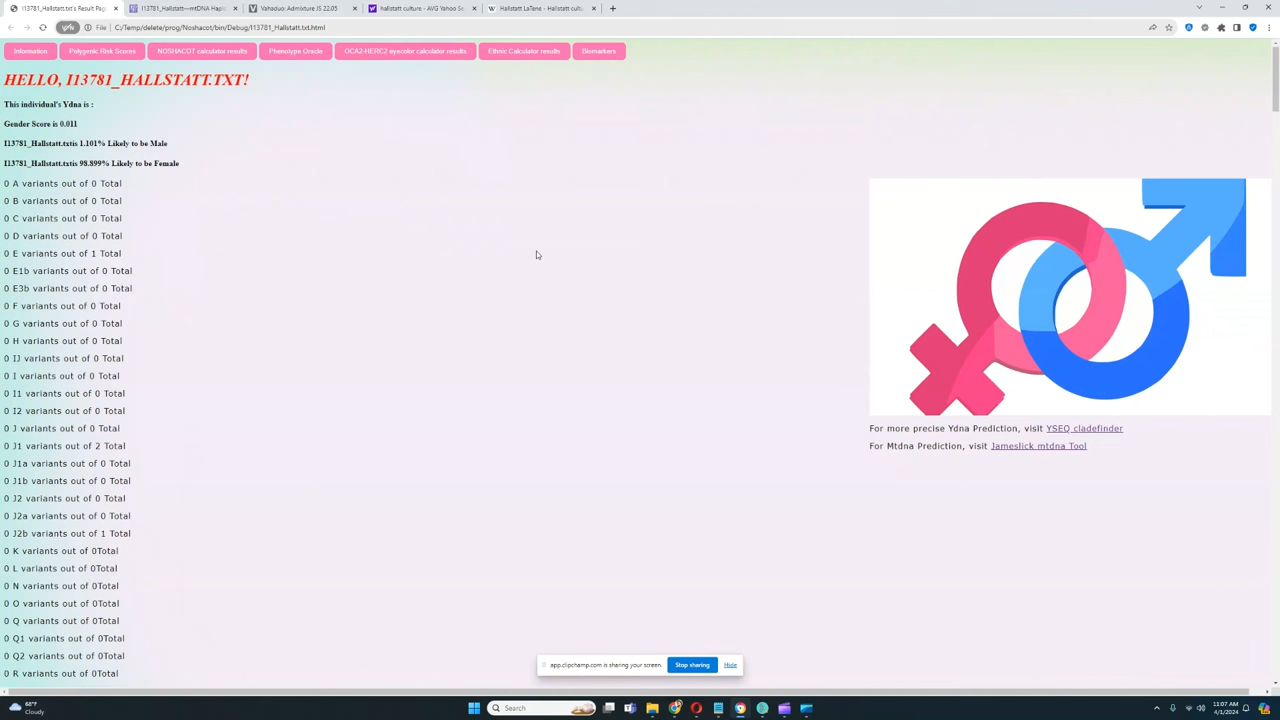 I13781_Hallstatt.txt's Result Pag
I13781_Hallstatt—mtDNA Haplo
Vahaduo: Admixture JS 22.05
hallstatt culture - AVG Yahoo Se
Hallstatt LaTene - Hallstatt cultu
File C:/Temp/delete/prog/Noshacot/bin/Debug/I13781_Hallstatt.txt.html
Information Polygenic Risk Scores NOSHACOT calculator results Phenotype Oracle OCA2-HERC2 eyecolor calculator results Ethnic Calculator results Biomarkers
HELLO, I13781_HALLSTATT.TXT!
This individual's Ydna is :
Gender Score is 0.011
I13781_Hallstatt.txtis 1.101% Likely to be Male
I13781_Hallstatt.txtis 98.899% Likely to be Female
0 A variants out of 0 Total
0 B variants out of 0 Total
0 C variants out of 0 Total
0 D variants out of 0 Total
0 E variants out of 1 Total
0 E1b variants out of 0 Total
0 E3b variants out of 0 Total
0 F variants out of 0 Total
0 G variants out of 0 Total
0 H variants out of 0 Total
0 IJ variants out of 0 Total
0 I variants out of 0 Total
0 I1 variants out of 0 Total
0 I2 variants out of 0 Total
0 J variants out of 0 Total
0 J1 variants out of 2 Total
0 J1a variants out of 0 Total
0 J1b variants out of 0 Total
0 J2 variants out of 0 Total
0 J2a variants out of 0 Total
0 J2b variants out of 1 Total
0 K variants out of 0Total
0 L variants out of 0Total
0 N variants out of 0Total
0 O variants out of 0Total
0 Q variants out of 0Total
0 Q1 variants out of 0Total
0 Q2 variants out of 0Total
0 R variants out of 0Total
For more precise Ydna Prediction, visit YSEQ cladefinder
For Mtdna Prediction, visit Jameslick mtdna Tool
app.clipchamp.com is sharing your screen. Stop sharing Hide
68°F
Cloudy
Search
11:07 AM
4/1/2024